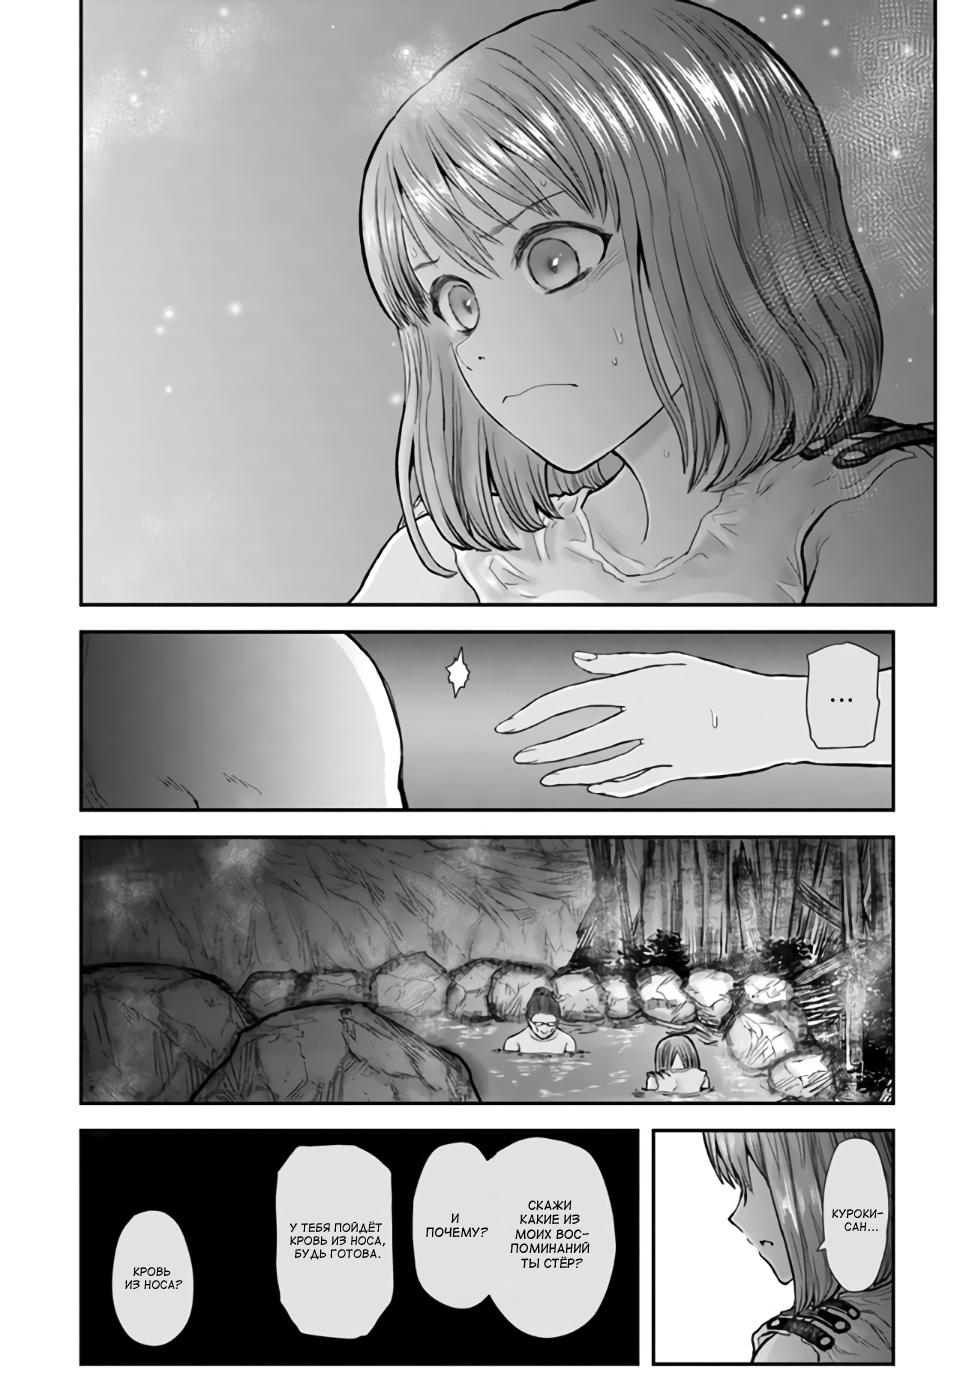 ...
КУРОКИ-
САН...
СКАЖИ
КАКИЕ ИЗ
МОИХ ВОС-
ПОМИНАНИЙ
ТЫ СТЁР?
И
ПОЧЕМУ?
У ТЕБЯ ПОЙДЁТ
КРОВЬ ИЗ НОСА,
БУДЬ ГОТОВА.
КРОВЬ
ИЗ НОСА?